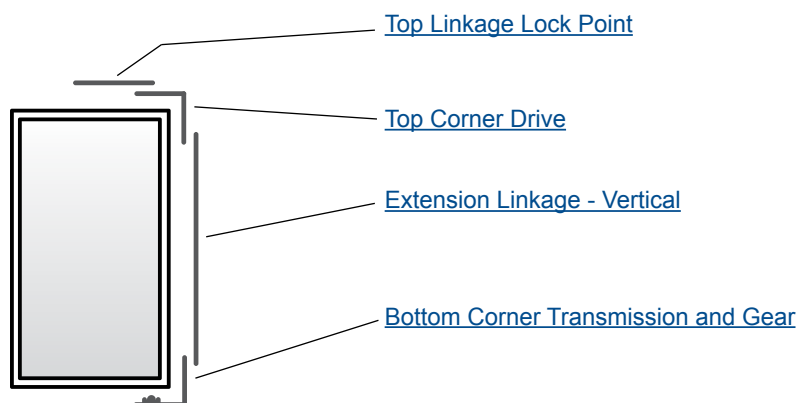 Top Linkage Lock Point
Top Corner Drive
Extension Linkage - Vertical
Bottom Corner Transmission and Gear